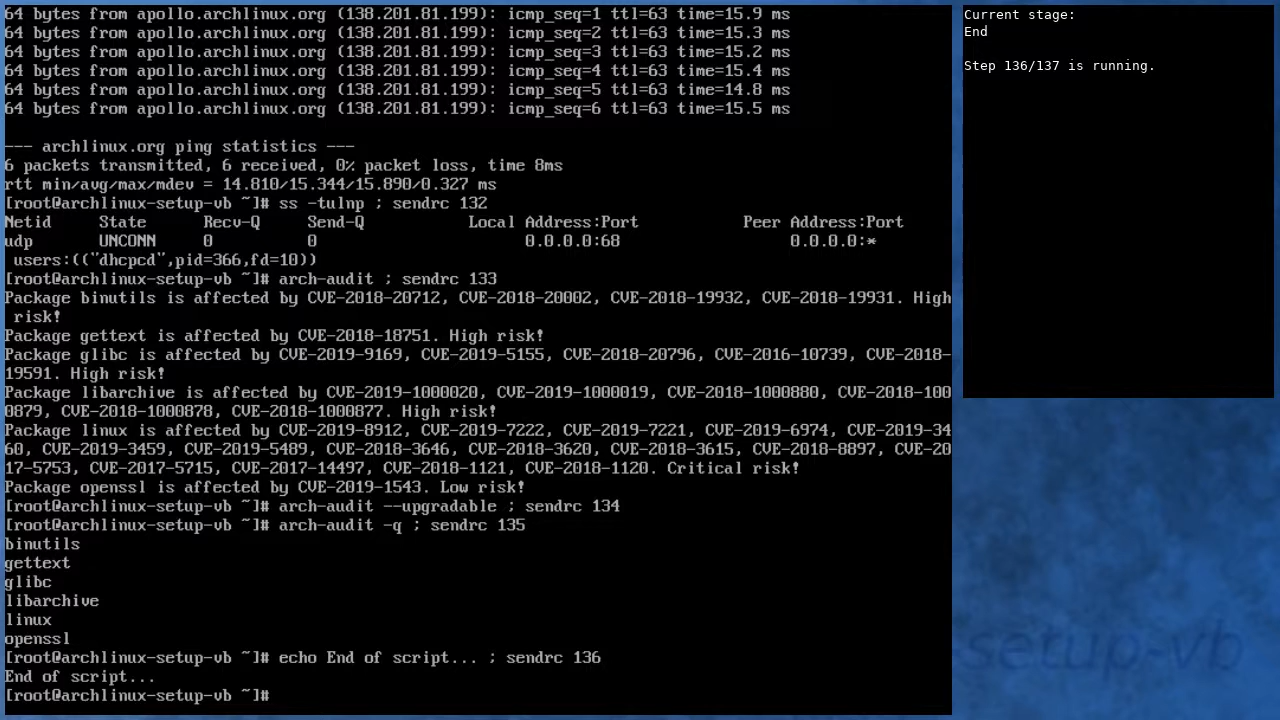 64 bytes from apollo.archlinux.org (138.201.81.199): icmp_seq=1 ttl=63 time=15.9 ms
64 bytes from apollo.archlinux.org (138.201.81.199): icmp_seq=2 ttl=63 time=15.3 ms
64 bytes from apollo.archlinux.org (138.201.81.199): icmp_seq=3 ttl=63 time=15.2 ms
64 bytes from apollo.archlinux.org (138.201.81.199): icmp_seq=4 ttl=63 time=15.4 ms
64 bytes from apollo.archlinux.org (138.201.81.199): icmp_seq=5 ttl=63 time=14.8 ms
64 bytes from apollo.archlinux.org (138.201.81.199): icmp_seq=6 ttl=63 time=15.5 ms
--- archlinux.org ping statistics ---
6 packets transmitted, 6 received, 0% packet loss, time 8ms
rtt min/avg/max/mdev = 14.810/15.344/15.890/0.327 ms
[root@archlinux-setup-vb ~]# ss -tulnp ; sendrc 132
Netid State Recv-Q Send-Q Local Address:Port Peer Address:Port
udp UNCONN 0 0 0.0.0.0:68 0.0.0.0:*
users:(("dhcpcd",pid=366,fd=10))
[root@archlinux-setup-vb ~]# arch-audit ; sendrc 133
Package binutils is affected by CVE-2018-20712, CVE-2018-20002, CVE-2018-19932, CVE-2018-19931. High
risk!
Package gettext is affected by CVE-2018-18751. High risk!
Package glibc is affected by CVE-2019-9169, CVE-2019-5155, CVE-2018-20796, CVE-2016-10739, CVE-2018-
19591. High risk!
Package libarchive is affected by CVE-2019-1000020, CVE-2019-1000019, CVE-2018-1000880, CVE-2018-100
0879, CVE-2018-1000878, CVE-2018-1000877. High risk!
Package linux is affected by CVE-2019-8912, CVE-2019-7222, CVE-2019-7221, CVE-2019-6974, CVE-2019-34
60, CVE-2019-3459, CVE-2019-5489, CVE-2018-3646, CVE-2018-3620, CVE-2018-3615, CVE-2018-8897, CVE-20
17-5753, CVE-2017-5715, CVE-2017-14497, CVE-2018-1121, CVE-2018-1120. Critical risk!
Package openssl is affected by CVE-2019-1543. Low risk!
[root@archlinux-setup-vb ~]# arch-audit --upgradable ; sendrc 134
[root@archlinux-setup-vb ~]# arch-audit -q ; sendrc 135
binutils
gettext
glibc
libarchive
linux
openssl
[root@archlinux-setup-vb ~]# echo End of script... ; sendrc 136
End of script...
[root@archlinux-setup-vb ~]#
Current stage:
End
Step 136/137 is running.
setup-vb